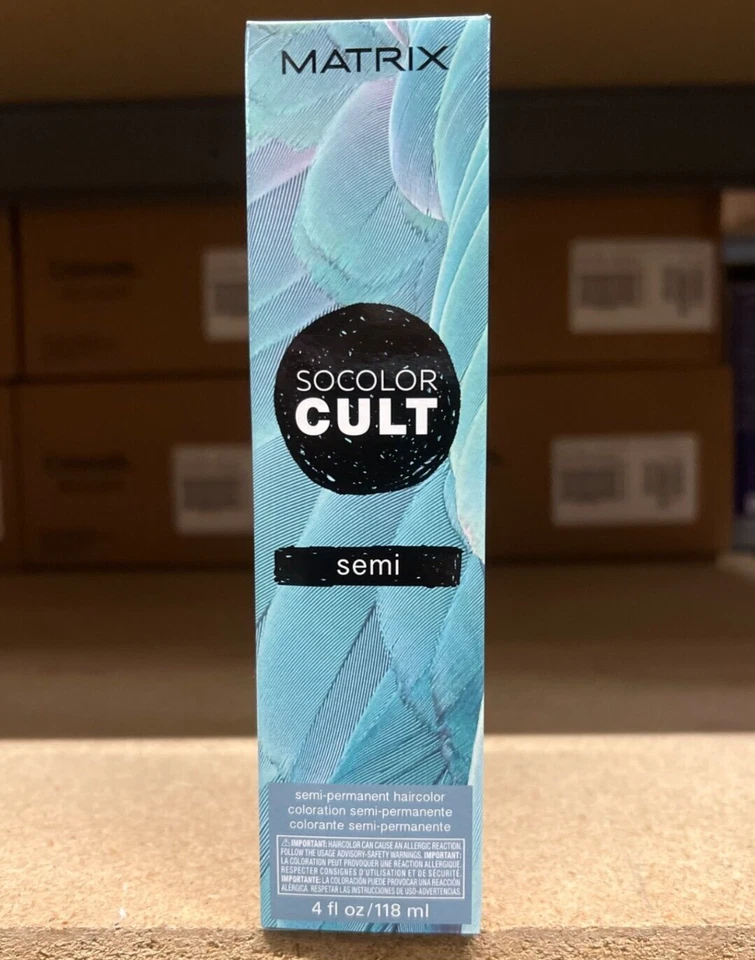 MATRIX
SOCOLOR
CULT
semi
semi-permanent haircolor
coloration semi-permanente
colorante semi-permanente
⚠ IMPORTANT: HAIRCOLOR CAN CAUSE AN ALLERGIC REACTION.
FOLLOW THE USAGE ADVISORY-SAFETY WARNINGS. IMPORTANT:
LA COLORATION PEUT PROVOQUER UNE RÉACTION ALLERGIQUE.
RESPECTER CONSIGNES D'UTILISATION ET DE SÉCURITÉ.
IMPORTANTE: LA COLORACIÓN PUEDE PROVOCAR UNA REACCIÓN
ALÉRGICA. RESPETAR LAS INSTRUCCIONES DE USO-ADVERTENCIAS.
4 fl oz/118 ml